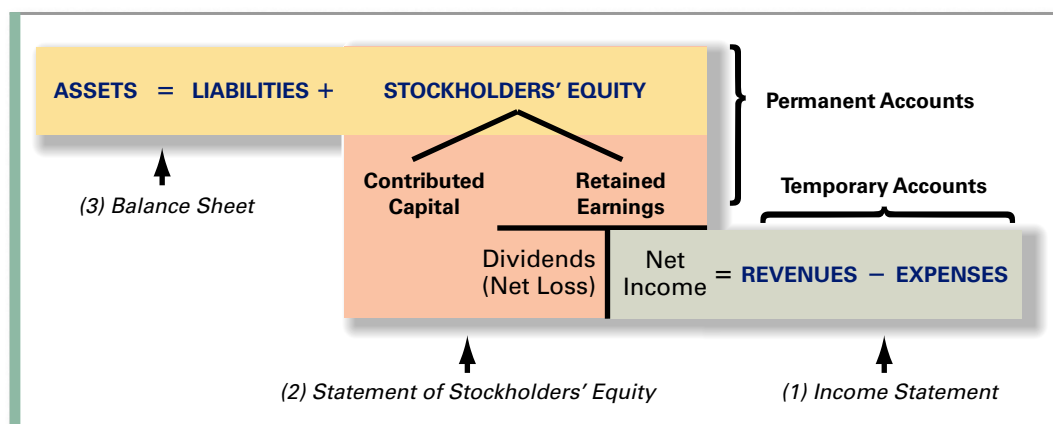 ASSETS = LIABILITIES + STOCKHOLDERS' EQUITY
Permanent Accounts
Contributed
Capital
Retained
Earnings
Temporary Accounts
(3) Balance Sheet
Dividends
(Net Loss)
Net
Income
= REVENUES − EXPENSES
(2) Statement of Stockholders' Equity
(1) Income Statement